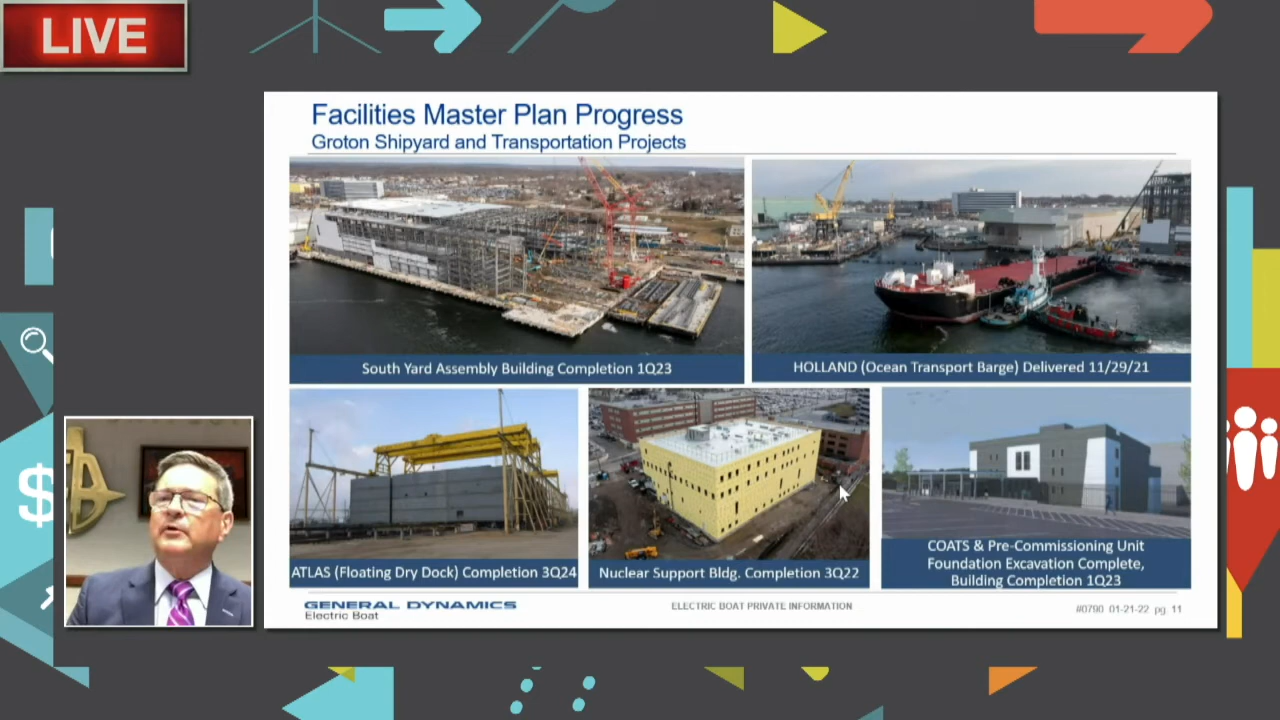 LIVE
Facilities Master Plan Progress
Groton Shipyard and Transportation Projects
South Yard Assembly Building Completion 1Q23
HOLLAND (Ocean Transport Barge) Delivered 11/29/21
ATLAS (Floating Dry Dock) Completion 3Q24
Nuclear Support Bldg. Completion 3Q22
COATS & Pre-Commissioning Unit
Foundation Excavation Complete,
Building Completion 1Q23
$
GENERAL DYNAMICS
Electric Boat
ELECTRIC BOAT PRIVATE INFORMATION
#0790 01-21-22 pg 11